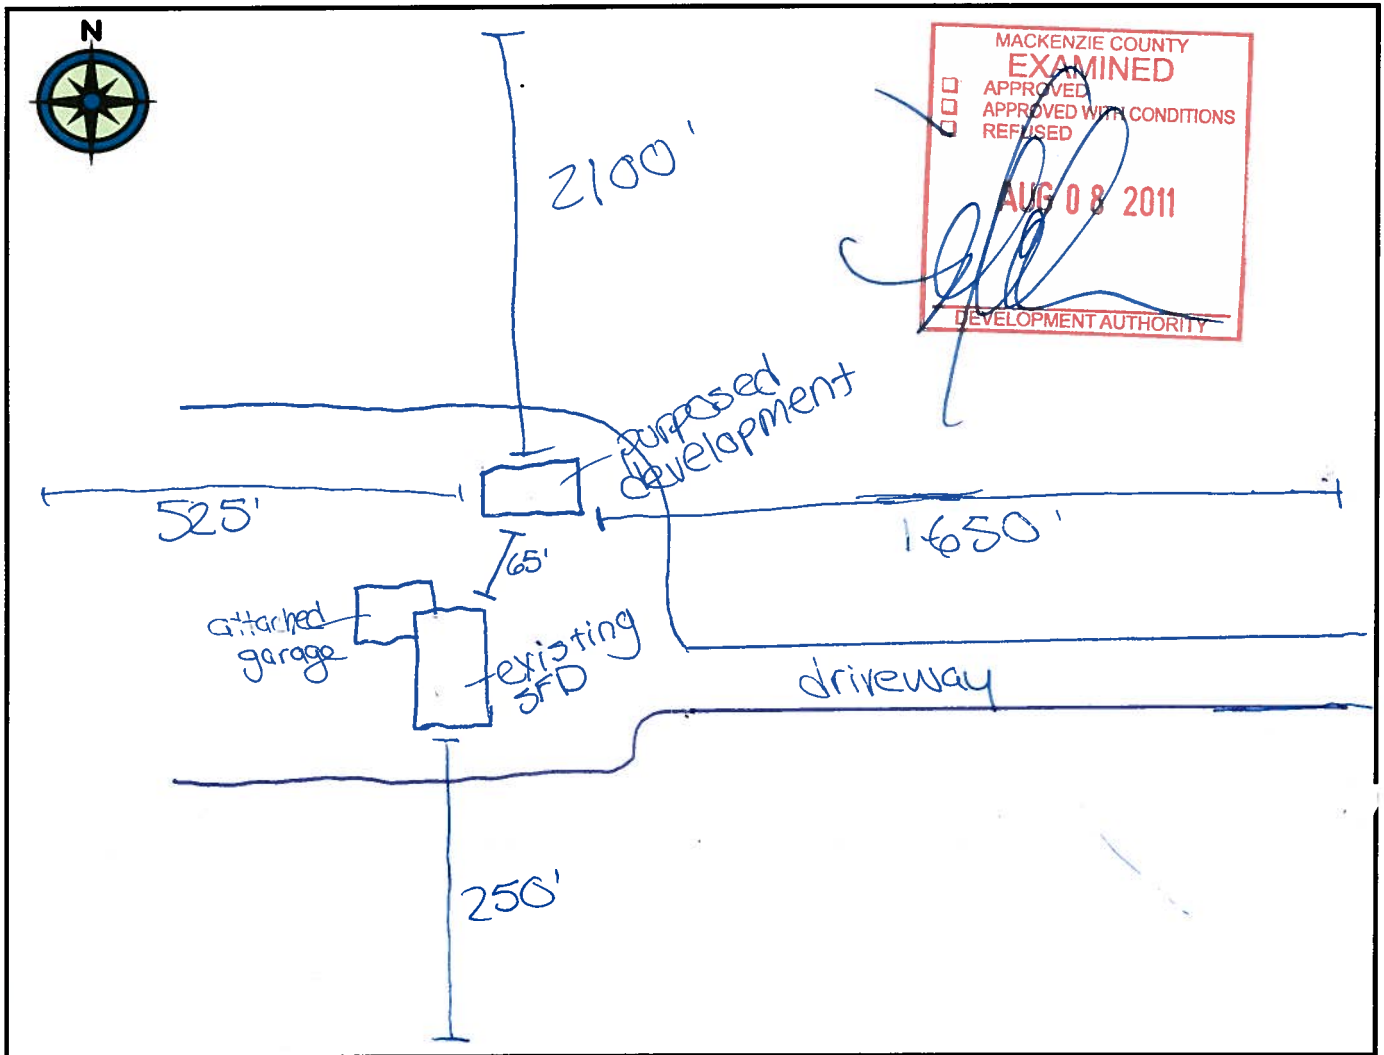 N
MACKENZIE COUNTY
EXAMINED
APPROVED
APPROVED WITH CONDITIONS
REFUSED
AUG 08 2011
DEVELOPMENT AUTHORITY
2100'
purposed
development
525'
1650'
65'
attached
garage
existing
SFD
driveway
250'